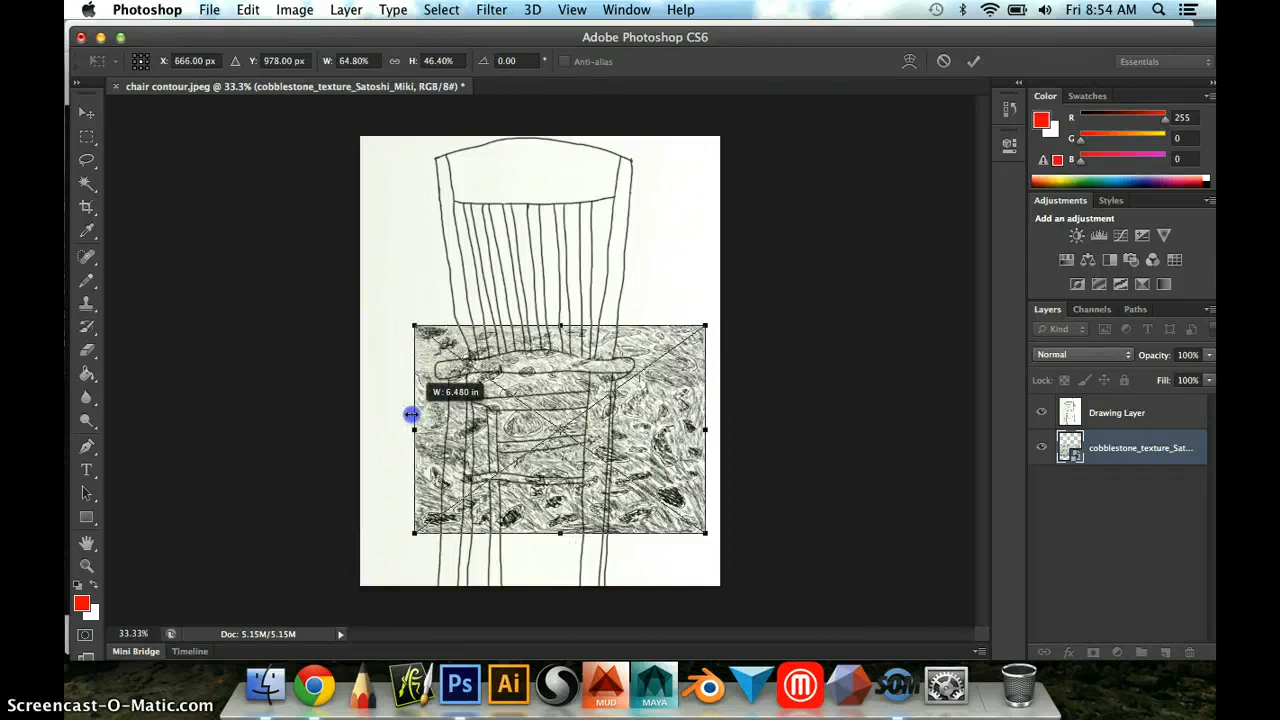 Photoshop File Edit Image Layer Type Select Filter 3D View Window Help Fri 8:54 AM
Adobe Photoshop CS6
X: 666.00 px Y: 978.00 px W: 64.80% H: 46.40% 0.00 ° Anti-alias Essentials
× chair contour.jpeg @ 33.3% (cobblestone_texture_Satoshi_Miki, RGB/8#) *
Color Swatches
R 255
G 0
B 0
Adjustments Styles
Add an adjustment
Layers Channels Paths
Kind
Normal Opacity: 100%
Lock: Fill: 100%
Drawing Layer
cobblestone_texture_Sat...
W: 6.480 in
33.33% Doc: 5.15M/5.15M
Mini Bridge Timeline
Ps Ai MUD MAYA SOM
Screencast-O-Matic.com